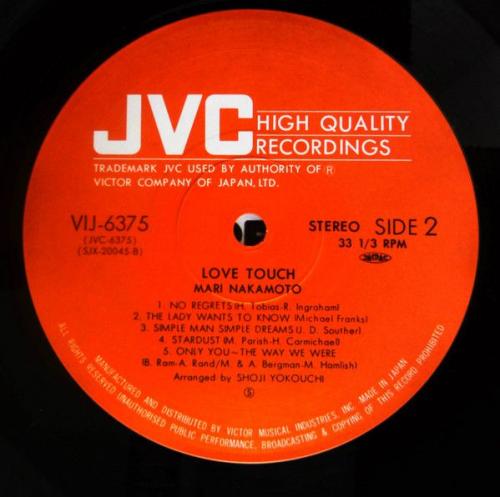 JVC
HIGH QUALITY
RECORDINGS
TRADEMARK JVC USED BY AUTHORITY OF Ⓡ
VICTOR COMPANY OF JAPAN, LTD.
VIJ-6375
(JVC-6375)
(SJX-20045-B)
STEREO SIDE 2
33 1/3 RPM
LOVE TOUCH
MARI NAKAMOTO
1. NO REGRETS (H. Tobias-R. Ingraham)
2. THE LADY WANTS TO KNOW (Michael Franks)
3. SIMPLE MAN SIMPLE DREAMS (J. D. Souther)
4. STARDUST (M. Parish-H. Carmichael)
5. ONLY YOU~THE WAY WE WERE
(B. Ram-A. Rand/M. & A. Bergman-M. Hamlish)
Arranged by SHOJI YOKOUCHI
Ⓢ
MANUFACTURED AND DISTRIBUTED BY VICTOR MUSICAL INDUSTRIES, INC. MADE IN JAPAN
ALL RIGHTS RESERVED UNAUTHORISED PUBLIC PERFORMANCE, BROADCASTING & COPYING OF THIS RECORD PROHIBITED.